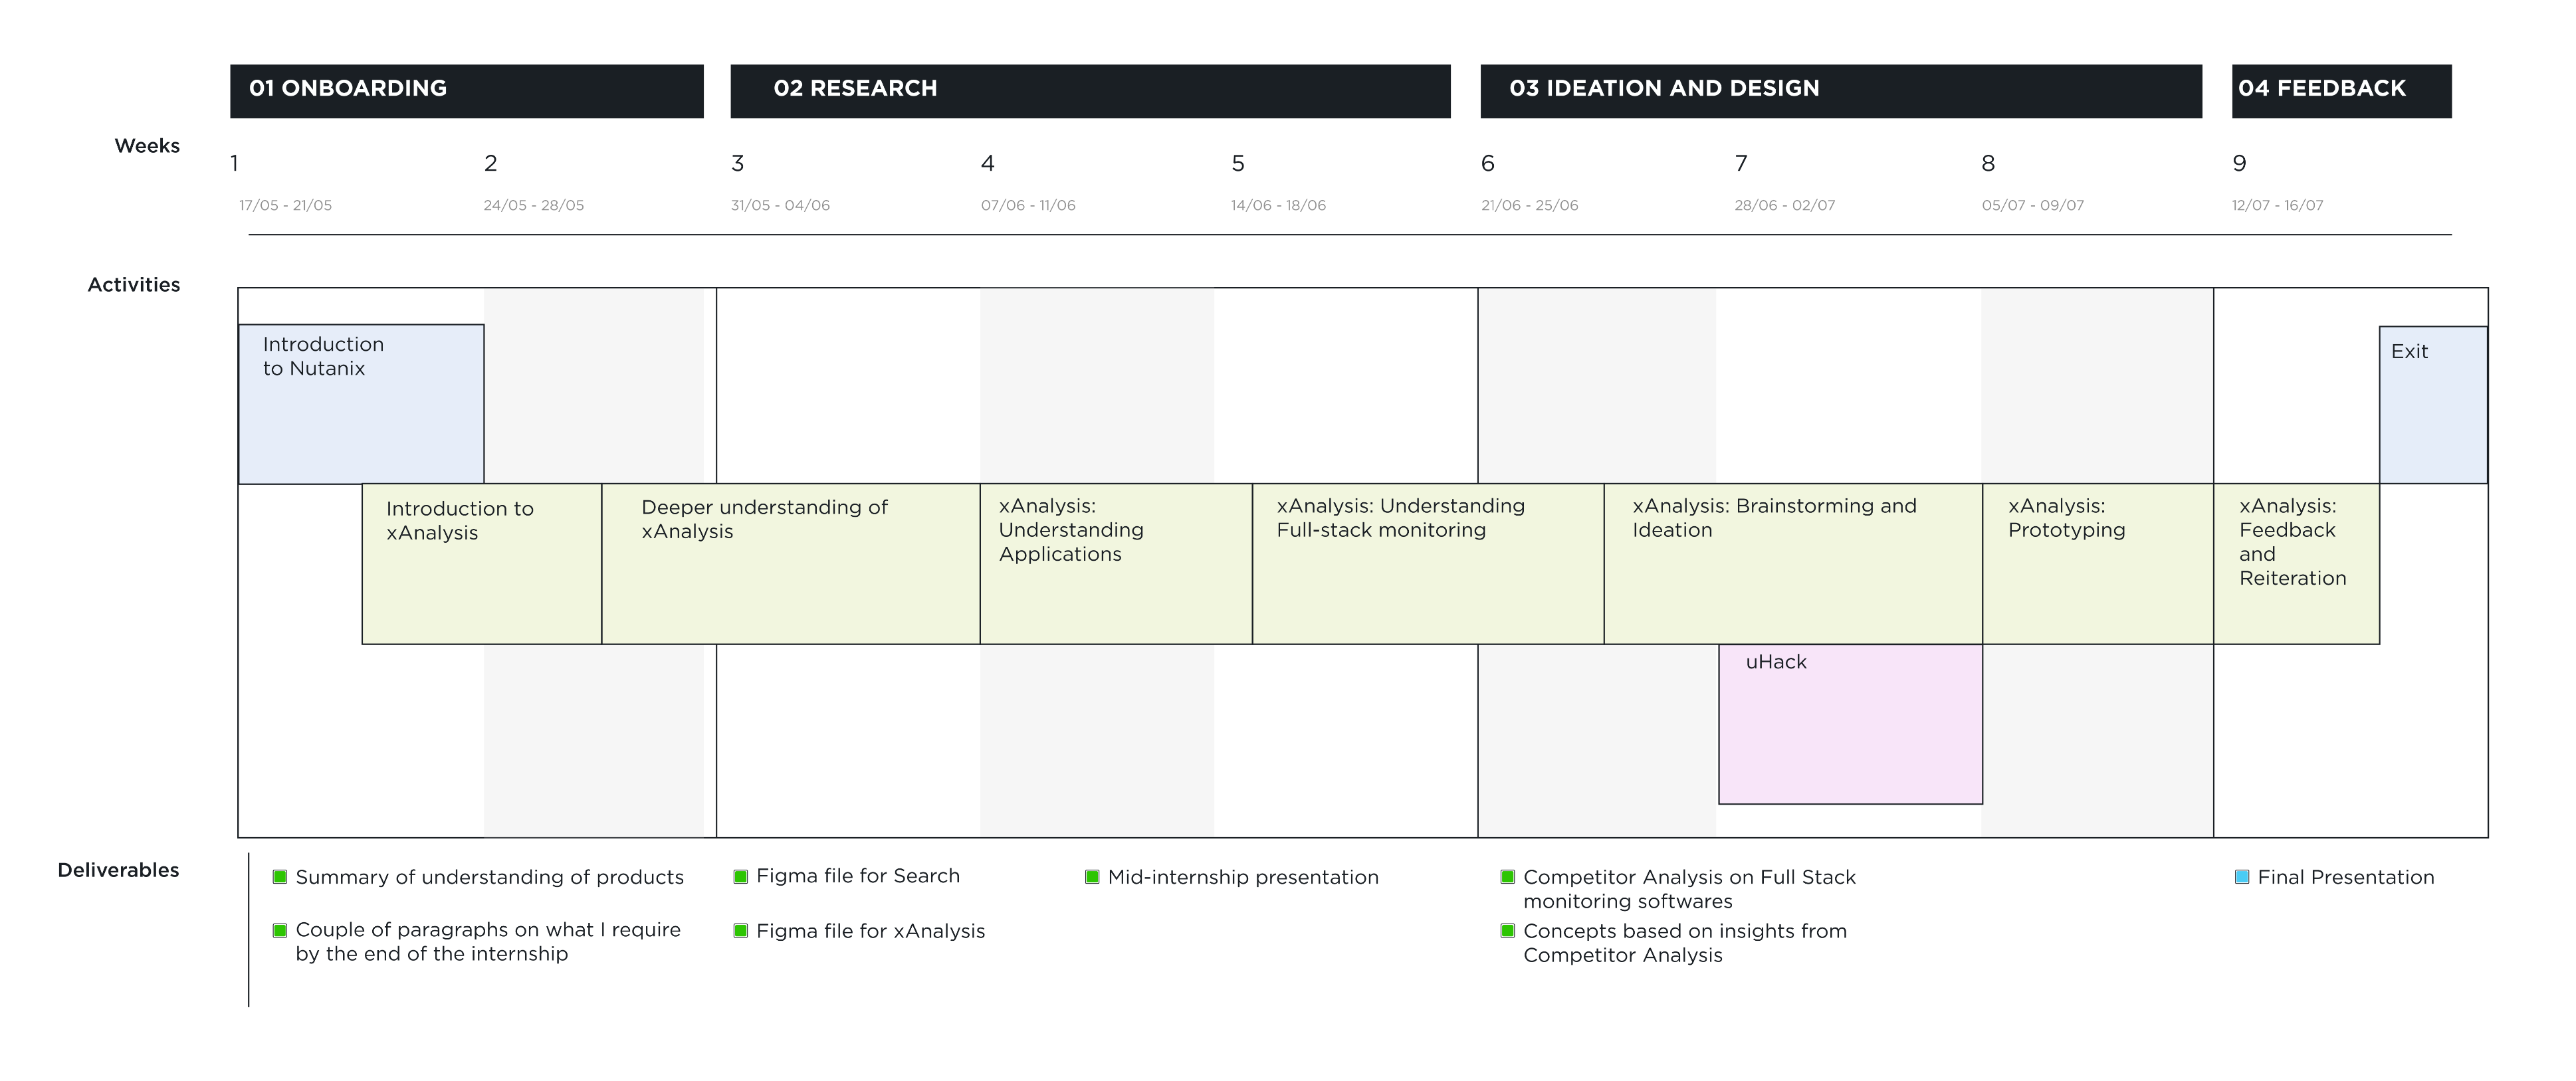 01 ONBOARDING
02 RESEARCH
03 IDEATION AND DESIGN
04 FEEDBACK
Weeks
1
2
3
4
5
6
7
8
9
17/05 - 21/05
24/05 - 28/05
31/05 - 04/06
07/06 - 11/06
14/06 - 18/06
21/06 - 25/06
28/06 - 02/07
05/07 - 09/07
12/07 - 16/07
Activities
Introduction
to Nutanix
Exit
Introduction to
xAnalysis
Deeper understanding of
xAnalysis
xAnalysis:
Understanding
Applications
xAnalysis: Understanding
Full-stack monitoring
xAnalysis: Brainstorming and
Ideation
xAnalysis:
Prototyping
xAnalysis:
Feedback
and
Reiteration
uHack
Deliverables
Summary of understanding of products
Couple of paragraphs on what I require
by the end of the internship
Figma file for Search
Figma file for xAnalysis
Mid-internship presentation
Competitor Analysis on Full Stack
monitoring softwares
Concepts based on insights from
Competitor Analysis
Final Presentation